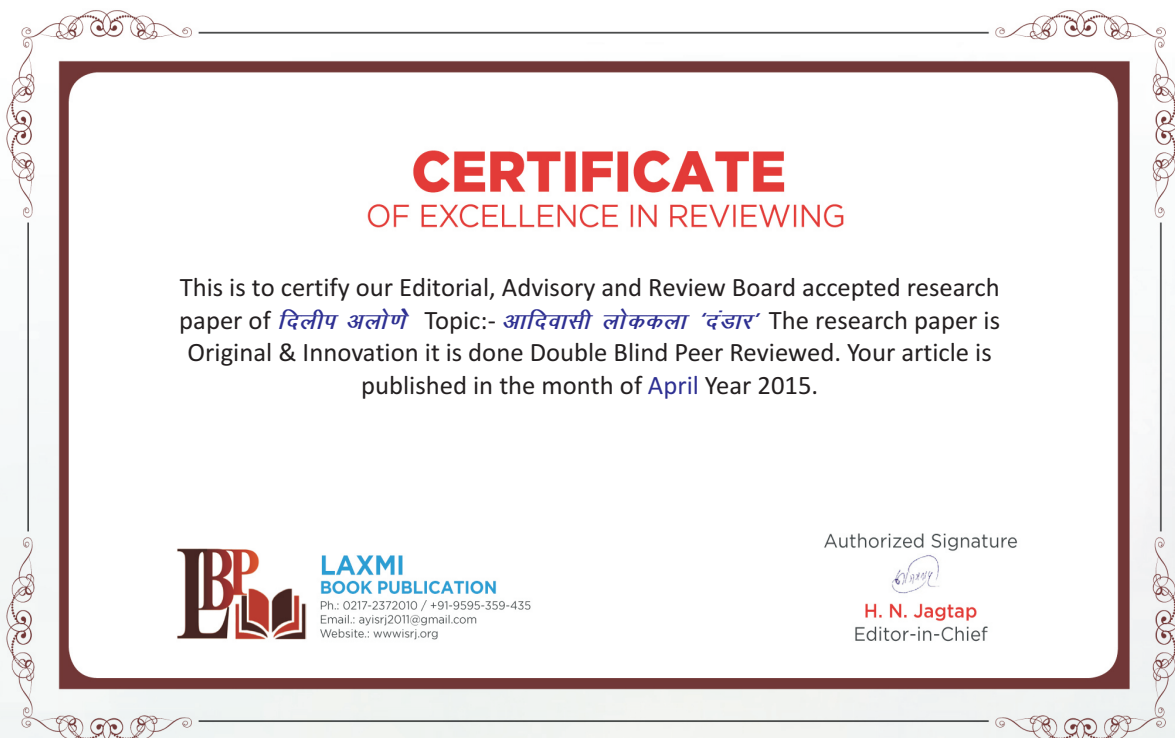 CERTIFICATE
OF EXCELLENCE IN REVIEWING
This is to certify our Editorial, Advisory and Review Board accepted research
paper of दिलीप अलोणे Topic:- आदिवासी लोककला ‘दंडार’ The research paper is
Original & Innovation it is done Double Blind Peer Reviewed. Your article is
published in the month of April Year 2015.
LBP
LAXMI
BOOK PUBLICATION
Ph.: 0217-2372010 / +91-9595-359-435
Email.: ayisrj2011@gmail.com
Website.: wwwisrj.org
Authorized Signature
H. N. Jagtap
Editor-in-Chief